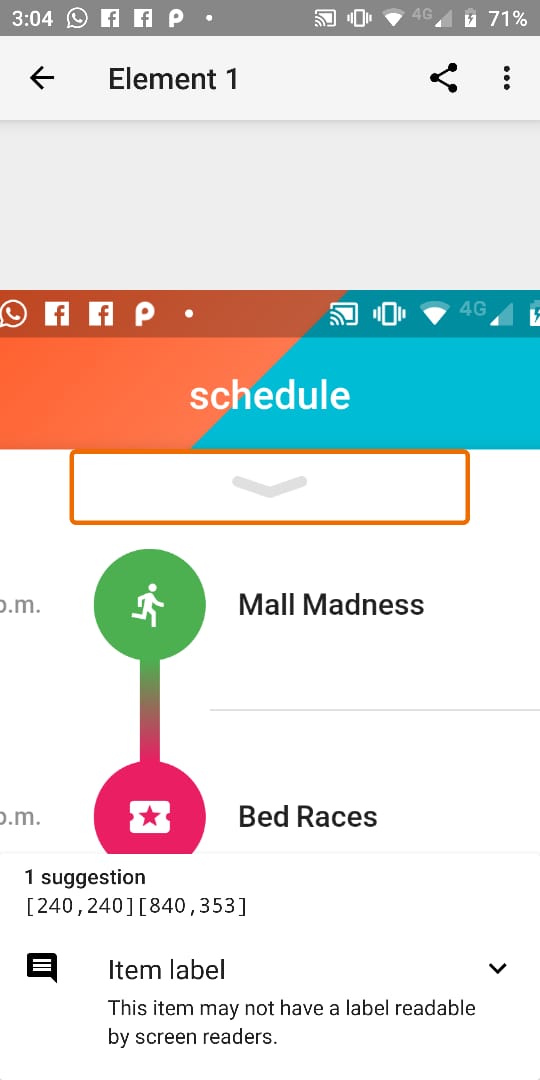 3:04 4G 71%
Element 1
4G
schedule
p.m. Mall Madness
p.m. Bed Races
1 suggestion
[240,240][840,353]
Item label
This item may not have a label readable
by screen readers.